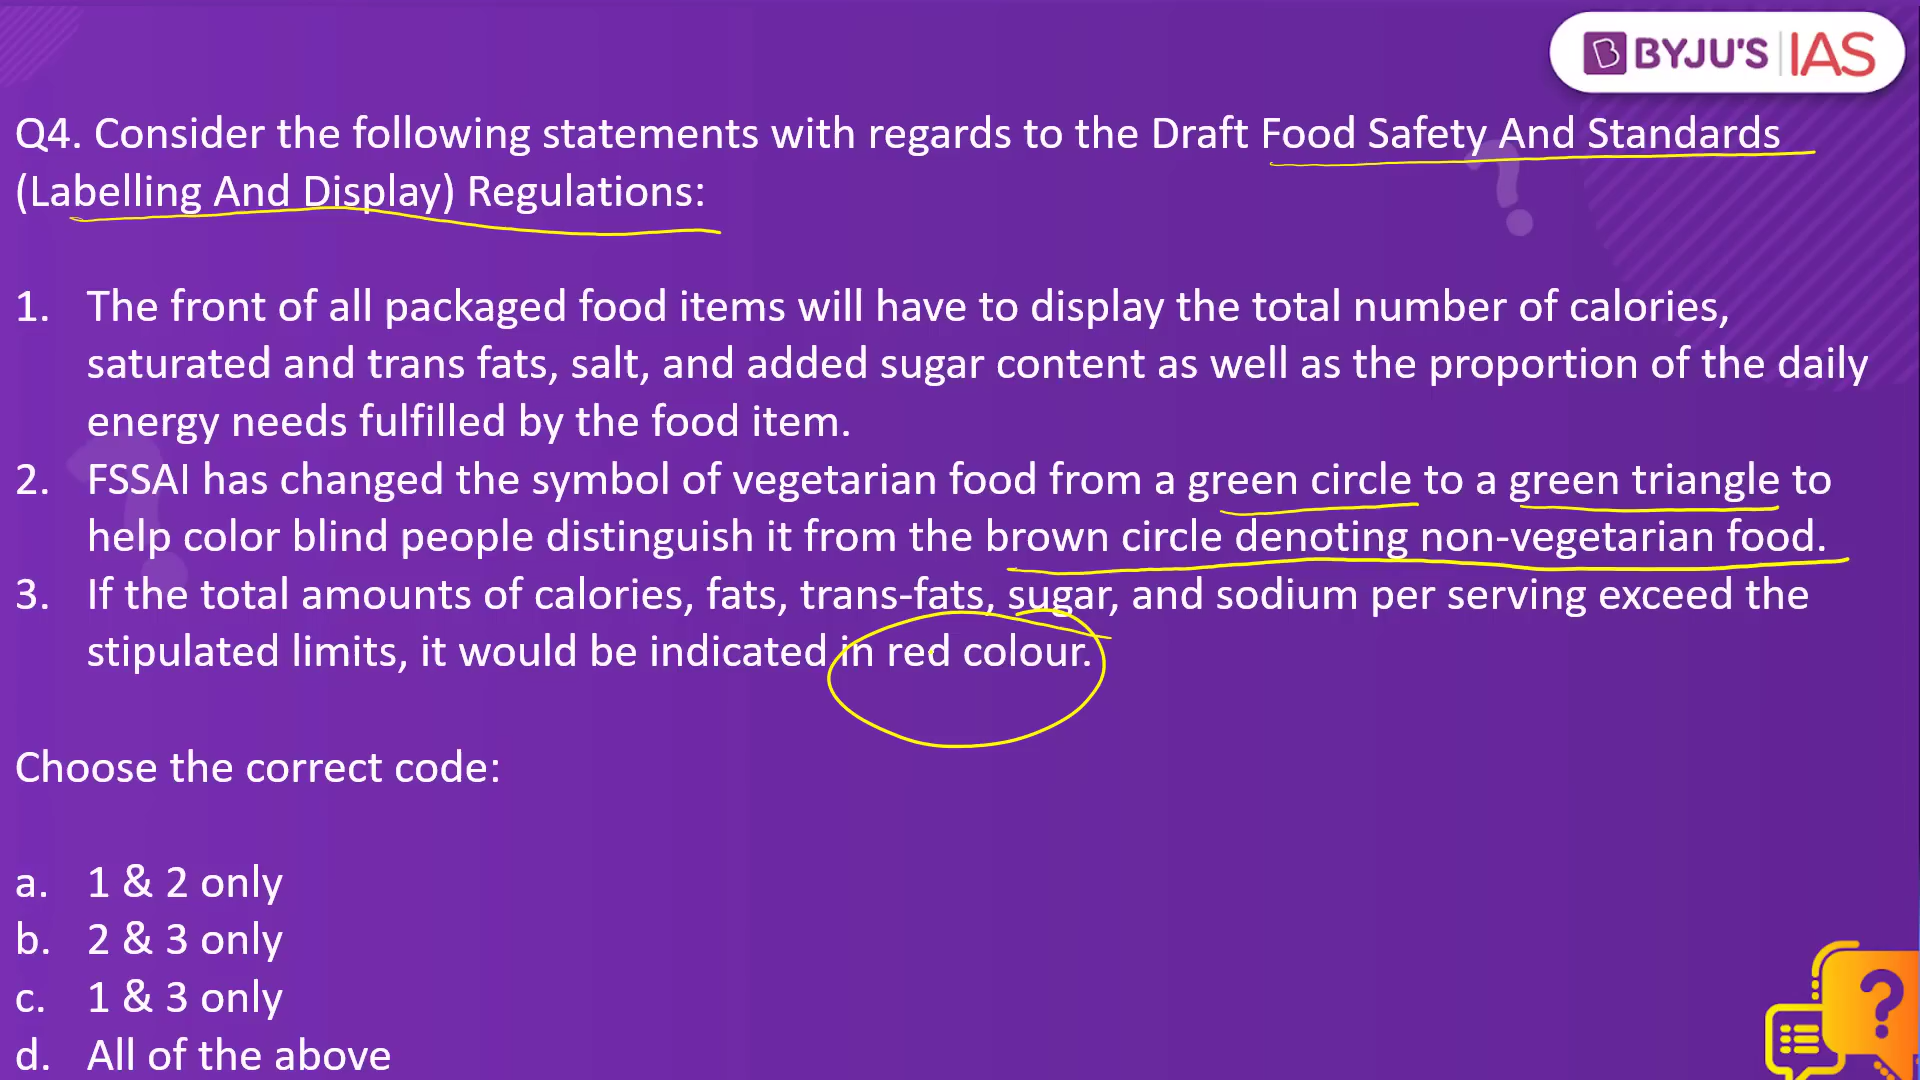 BYJU'S IAS
Q4. Consider the following statements with regards to the Draft Food Safety And Standards
(Labelling And Display) Regulations:
1. The front of all packaged food items will have to display the total number of calories,
saturated and trans fats, salt, and added sugar content as well as the proportion of the daily
energy needs fulfilled by the food item.
2. FSSAI has changed the symbol of vegetarian food from a green circle to a green triangle to
help color blind people distinguish it from the brown circle denoting non-vegetarian food.
3. If the total amounts of calories, fats, trans-fats, sugar, and sodium per serving exceed the
stipulated limits, it would be indicated in red colour.
Choose the correct code:
a. 1 & 2 only
b. 2 & 3 only
c. 1 & 3 only
d. All of the above